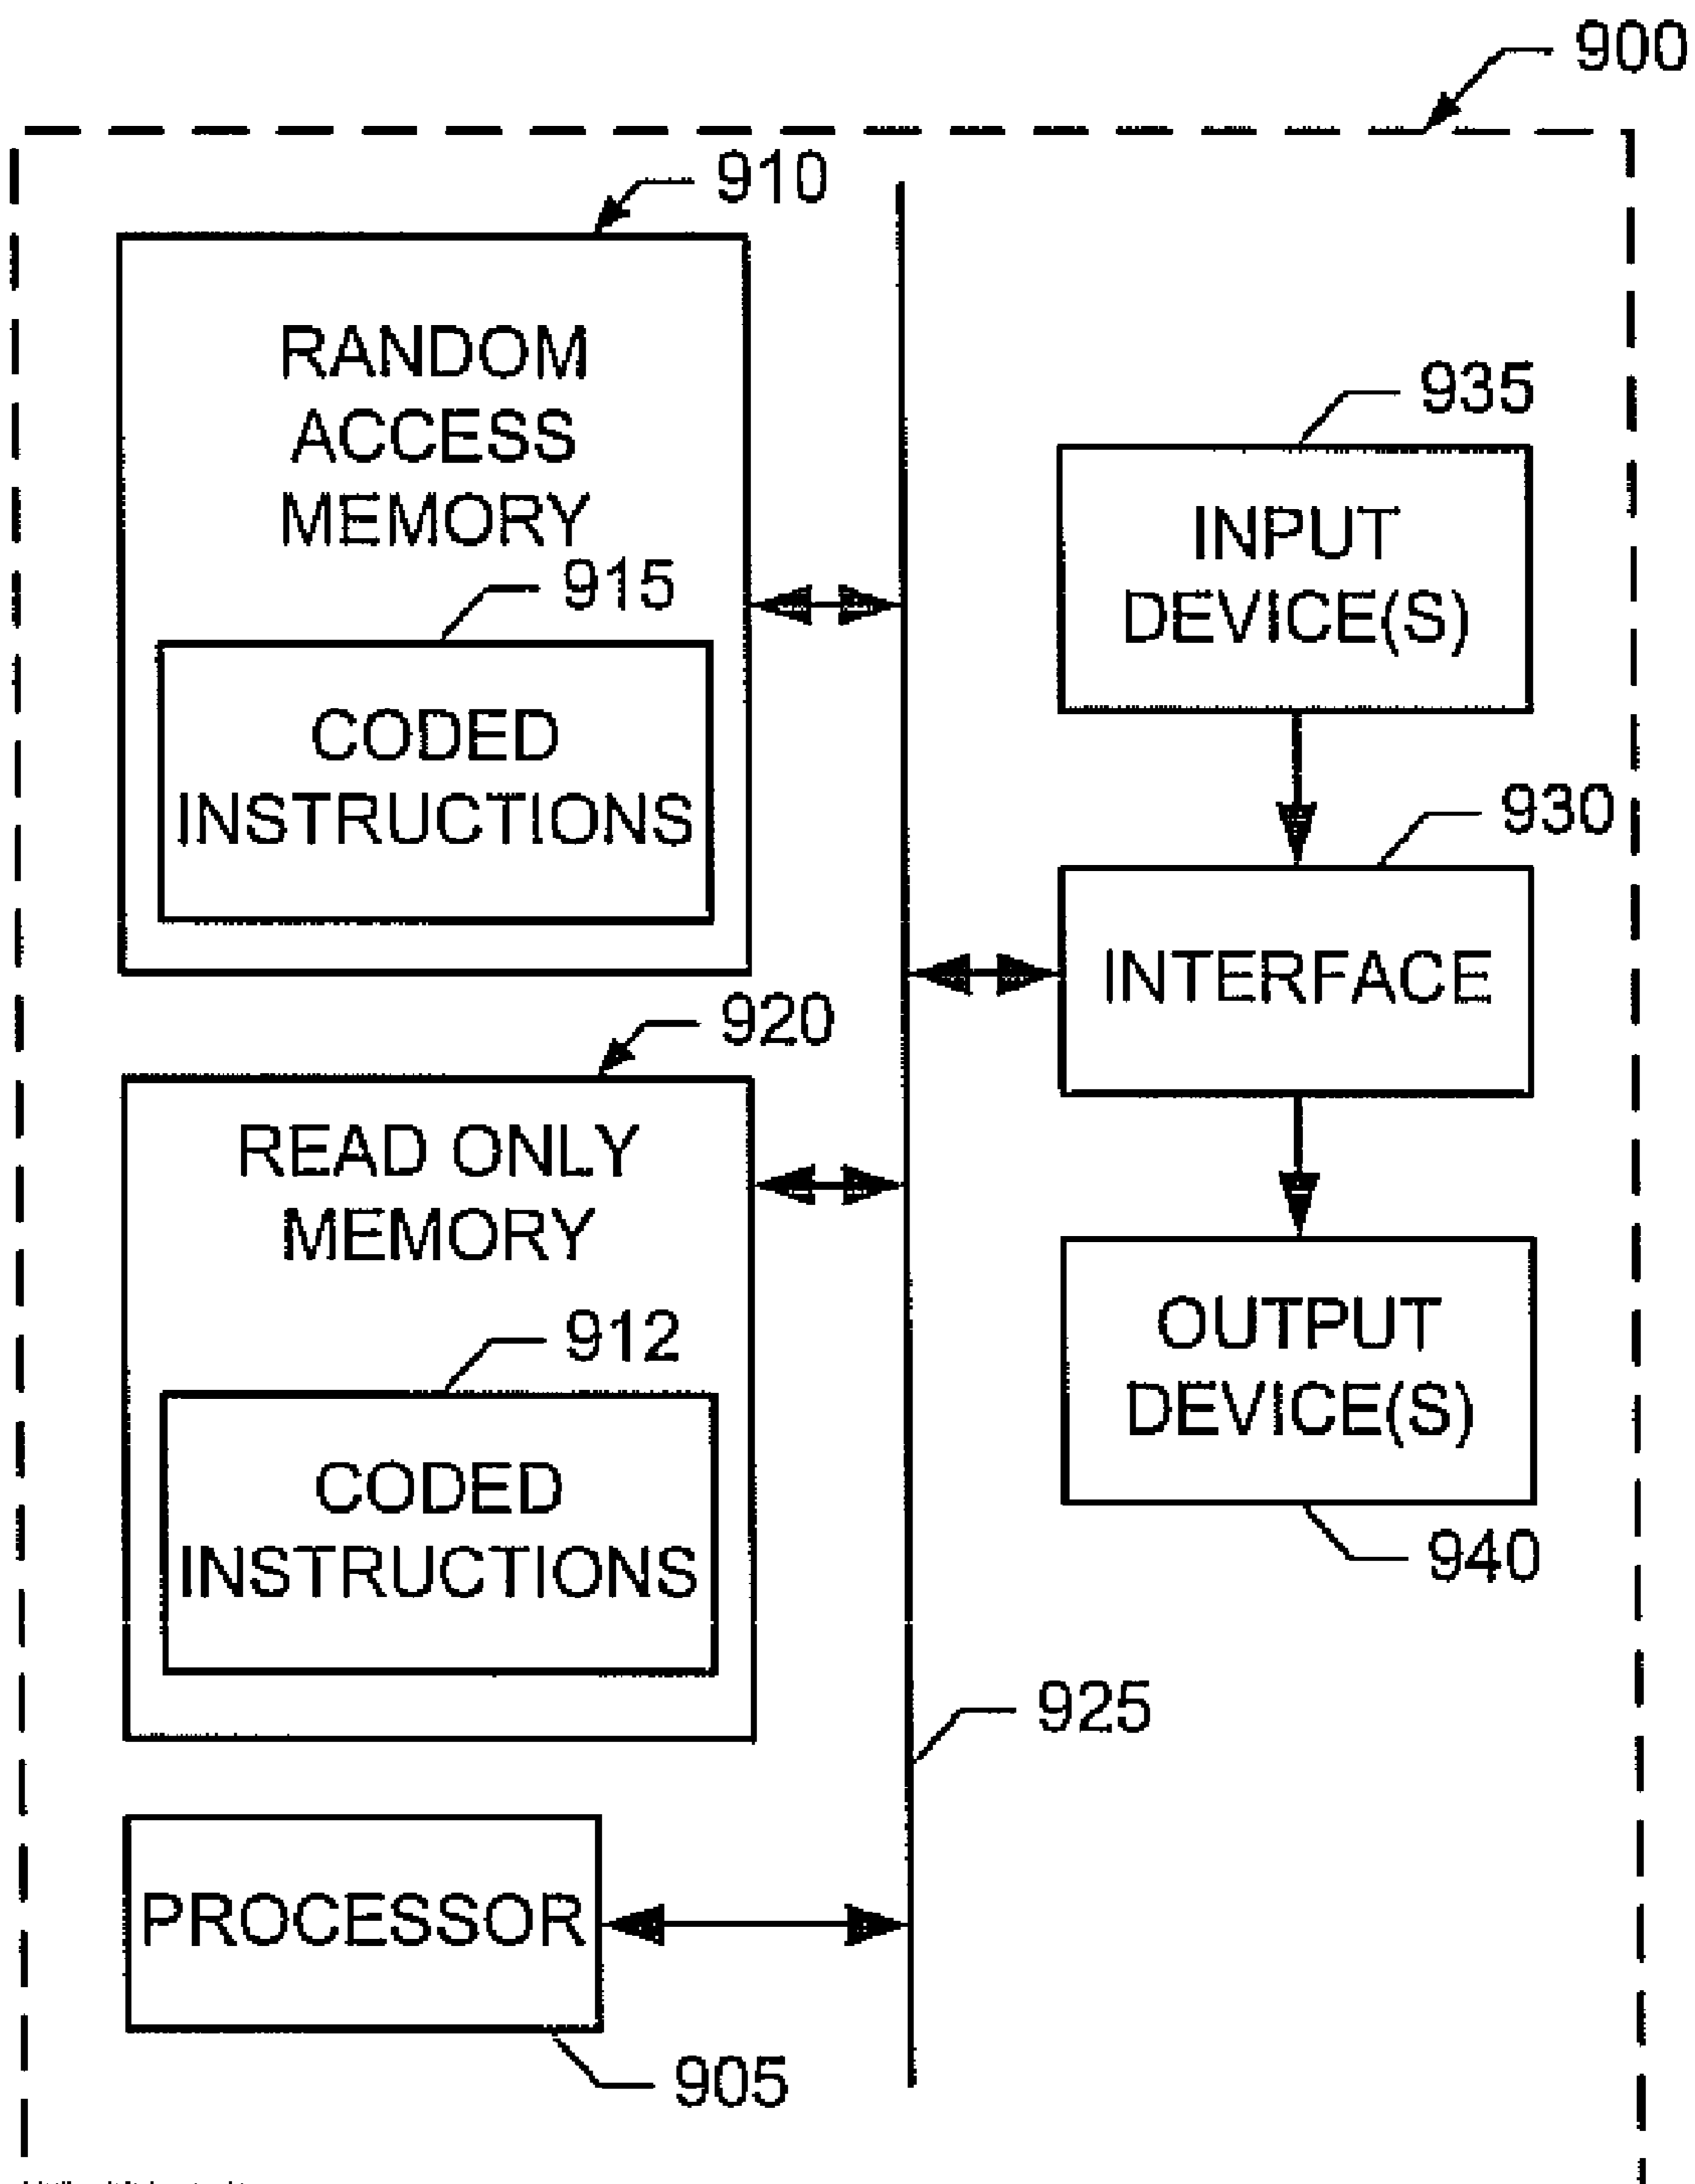 900
910
RANDOM
ACCESS
MEMORY
915
CODED
INSTRUCTIONS
920
READ ONLY
MEMORY
912
CODED
INSTRUCTIONS
PROCESSOR
905
935
INPUT
DEVICE(S)
930
INTERFACE
OUTPUT
DEVICE(S)
940
925